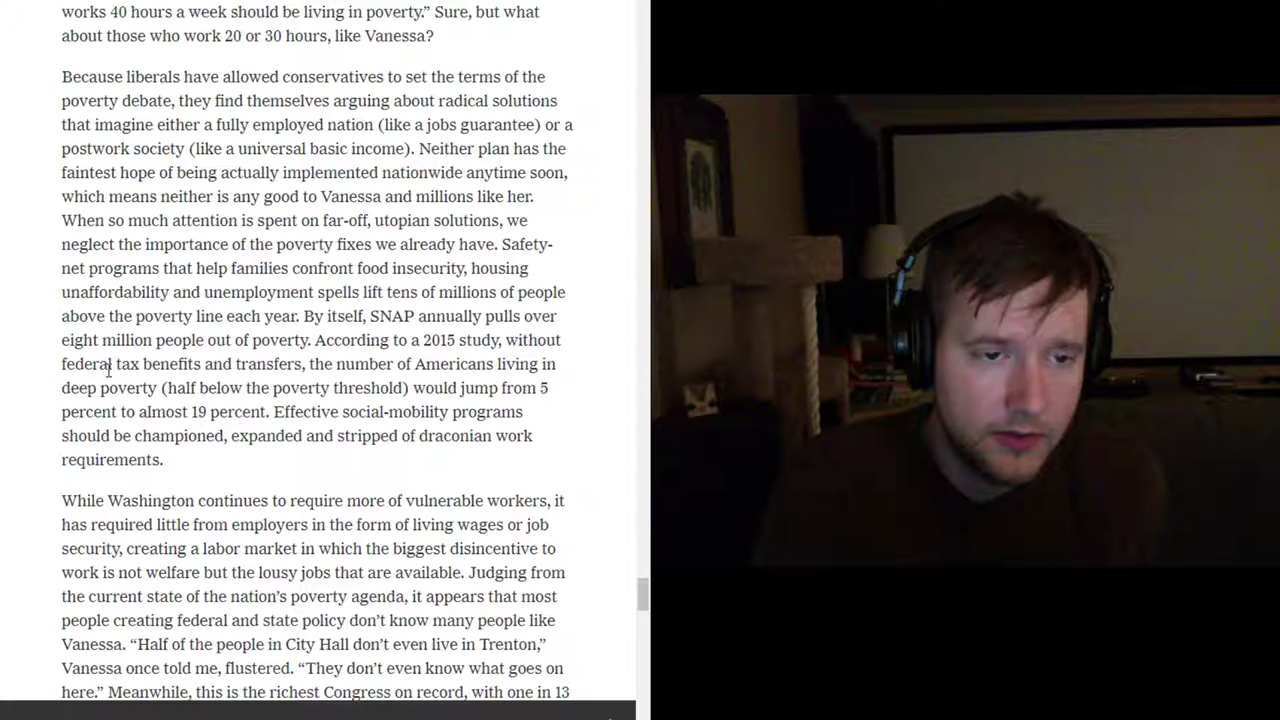 works 40 hours a week should be living in poverty.” Sure, but what
about those who work 20 or 30 hours, like Vanessa?
Because liberals have allowed conservatives to set the terms of the
poverty debate, they find themselves arguing about radical solutions
that imagine either a fully employed nation (like a jobs guarantee) or a
postwork society (like a universal basic income). Neither plan has the
faintest hope of being actually implemented nationwide anytime soon,
which means neither is any good to Vanessa and millions like her.
When so much attention is spent on far-off, utopian solutions, we
neglect the importance of the poverty fixes we already have. Safety-
net programs that help families confront food insecurity, housing
unaffordability and unemployment spells lift tens of millions of people
above the poverty line each year. By itself, SNAP annually pulls over
eight million people out of poverty. According to a 2015 study, without
federal tax benefits and transfers, the number of Americans living in
deep poverty (half below the poverty threshold) would jump from 5
percent to almost 19 percent. Effective social-mobility programs
should be championed, expanded and stripped of draconian work
requirements.
While Washington continues to require more of vulnerable workers, it
has required little from employers in the form of living wages or job
security, creating a labor market in which the biggest disincentive to
work is not welfare but the lousy jobs that are available. Judging from
the current state of the nation’s poverty agenda, it appears that most
people creating federal and state policy don’t know many people like
Vanessa. “Half of the people in City Hall don’t even live in Trenton,”
Vanessa once told me, flustered. “They don’t even know what goes on
here.” Meanwhile, this is the richest Congress on record, with one in 13